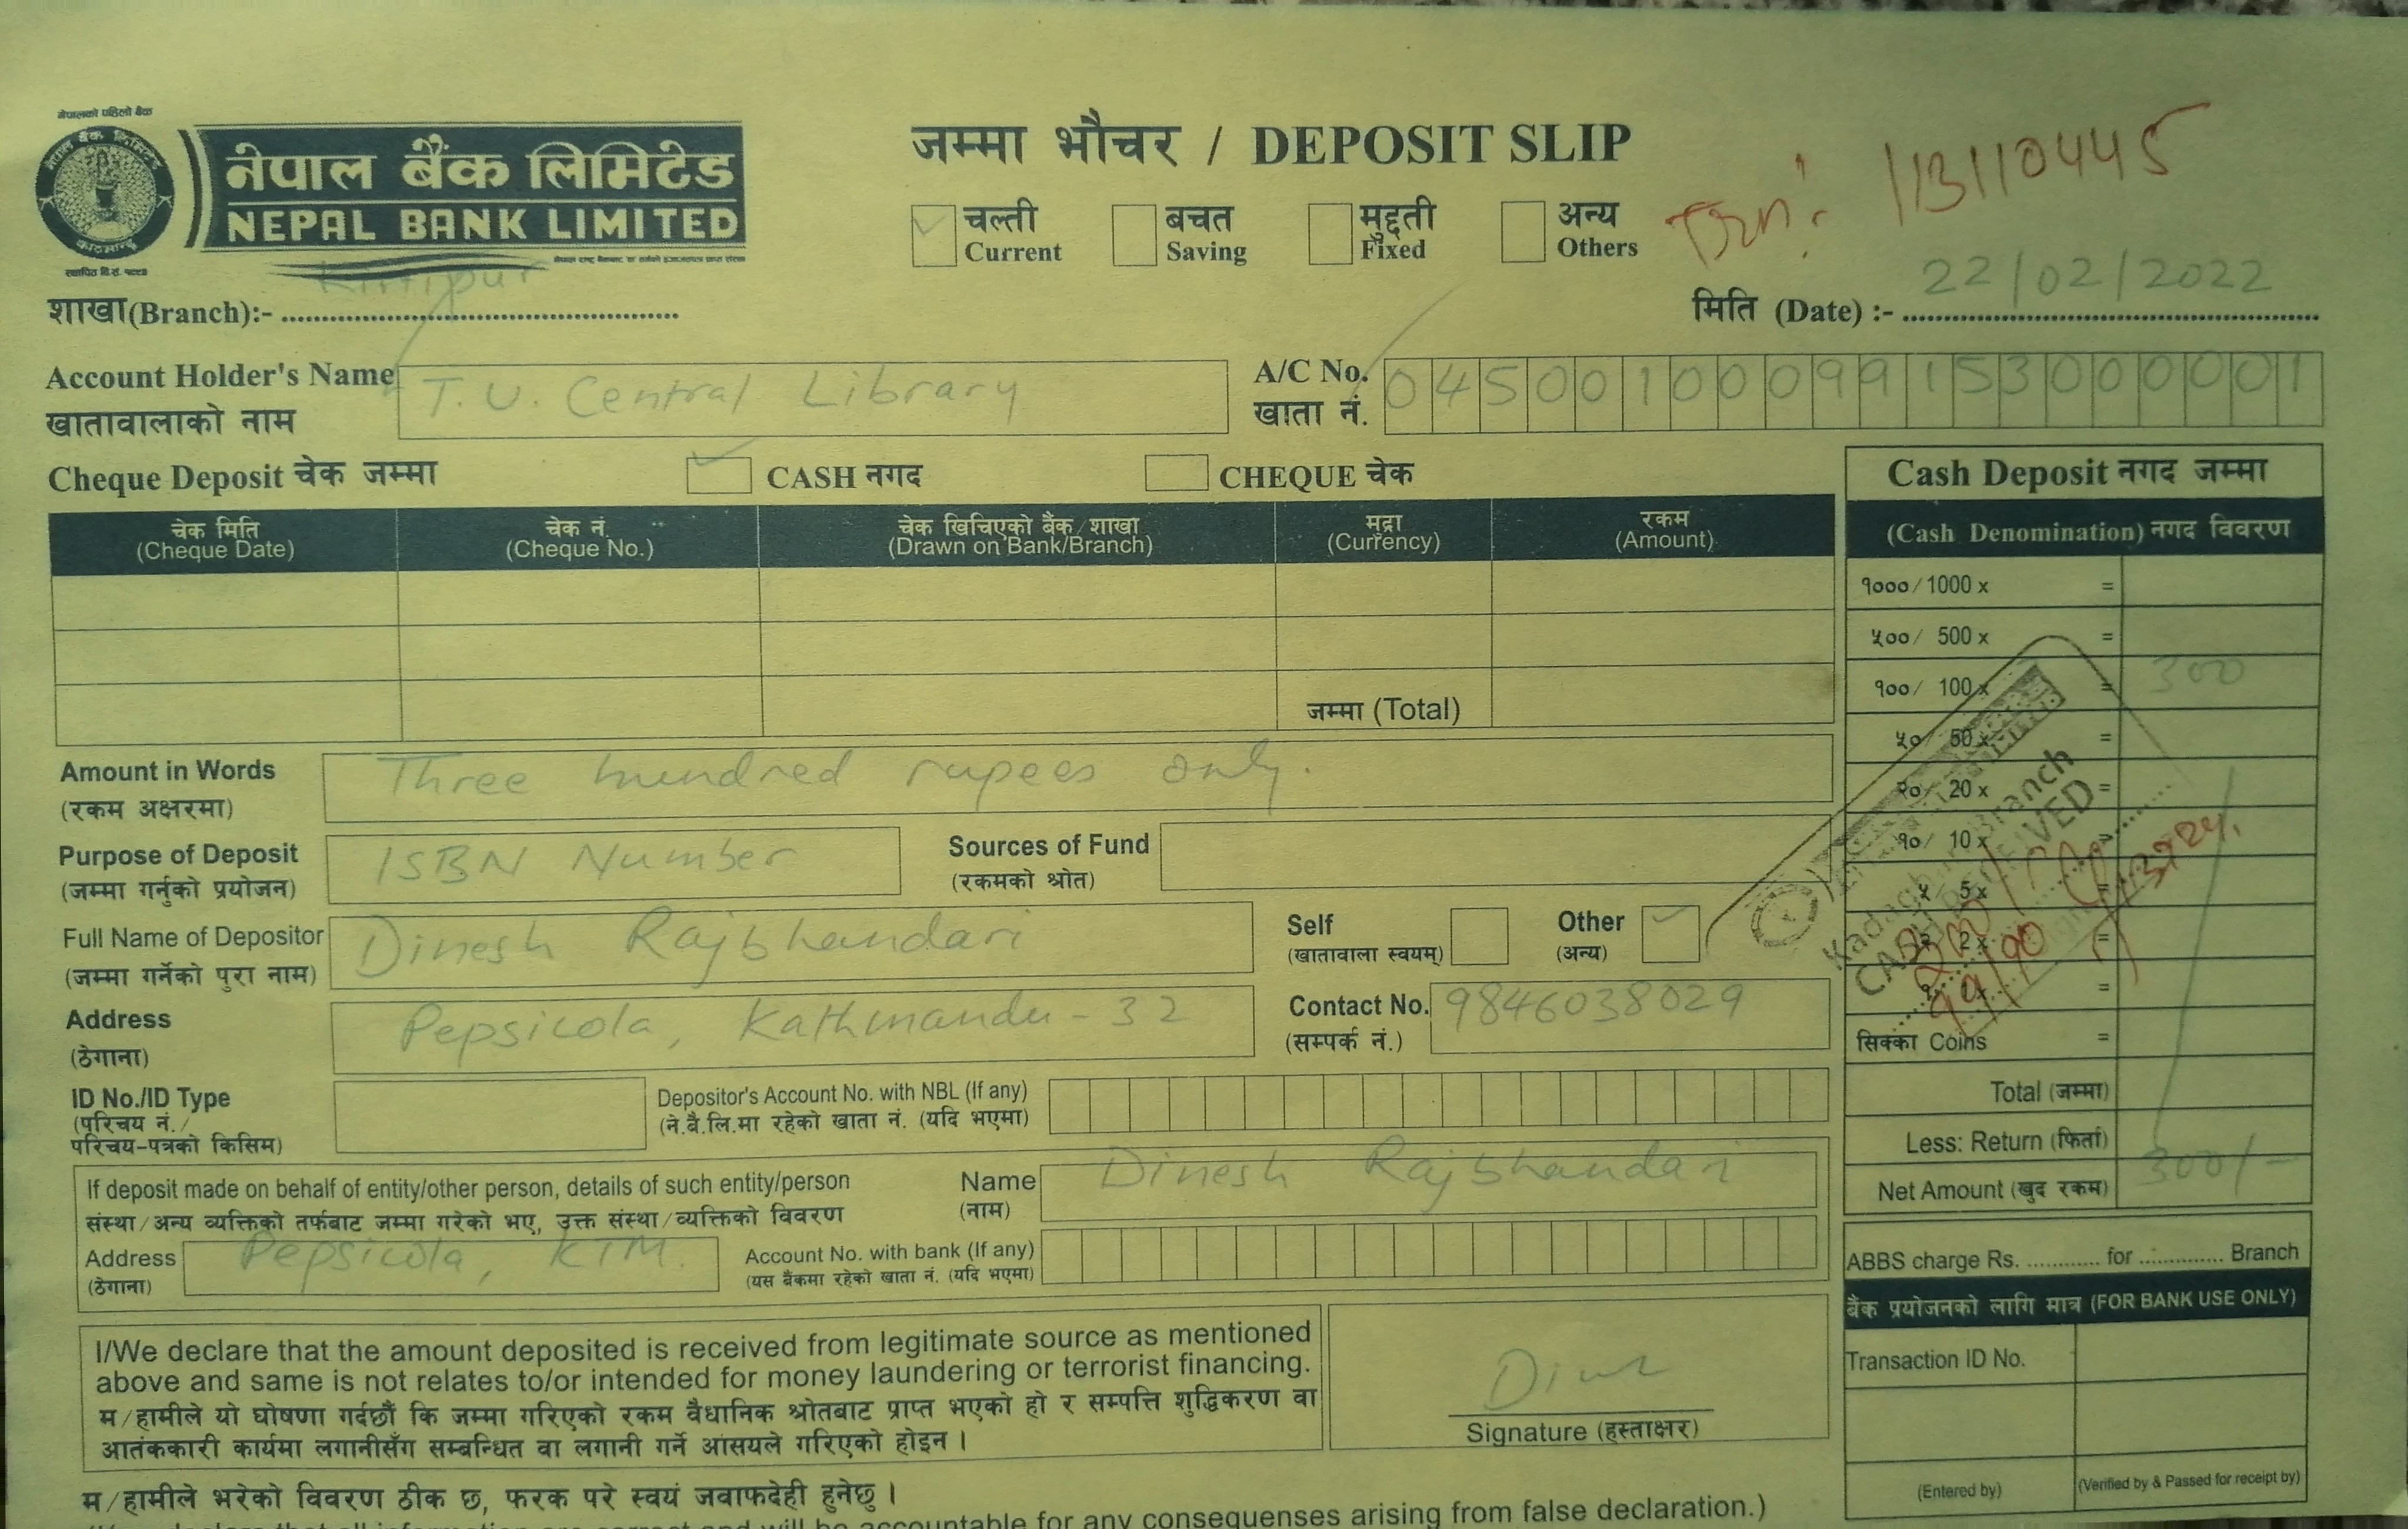 नेपालको पहिलो बैंक
नेपाल बैंक लिमिटेड
NEPAL BANK LIMITED
काठमाण्डू
स्थापित वि.सं. १९९४
जम्मा भौचर / DEPOSIT SLIP
चल्ती Current
बचत Saving
मुद्दती Fixed
अन्य Others
113110445
शाखा(Branch):- Kirtipur
मिति (Date) :- 22/02/2022
Account Holder's Name T.U. Central Library
खातावालाको नाम
A/C No. 04500100099153000001
खाता नं.
Cheque Deposit चेक जम्मा
CASH नगद
CHEQUE चेक
चेक मिति (Cheque Date)
चेक नं. (Cheque No.)
चेक खिचिएको बैंक/शाखा (Drawn on Bank/Branch)
मुद्रा (Currency)
रकम (Amount)
जम्मा (Total)
Cash Deposit नगद जम्मा
(Cash Denomination) नगद विवरण
१०००/1000 x =
५००/ 500 x =
१००/ 100 x = 300
५०/ 50 x =
२०/ 20 x =
१०/ 10 x =
५ 5 x =
2 x =
=
सिक्का Coins =
Total (जम्मा)
Less: Return (फिर्ता)
Net Amount (खुद रकम) 300/-
Branch
CASH RECEIVED
Amount in Words Three hundred rupees only.
(रकम अक्षरमा)
Purpose of Deposit ISBN Number
(जम्मा गर्नुको प्रयोजन)
Sources of Fund
(रकमको श्रोत)
Full Name of Depositor Dinesh Rajbhandari
(जम्मा गर्नेको पुरा नाम)
Self
(खातावाला स्वयम्)
Other
(अन्य)
Address Pepsicola, Kathmandu - 32
(ठेगाना)
Contact No. 9846038029
(सम्पर्क नं.)
ID No./ID Type
(परिचय नं./
परिचय-पत्रको किसिम)
Depositor's Account No. with NBL (If any)
(ने.बै.लि.मा रहेको खाता नं. (यदि भएमा)
If deposit made on behalf of entity/other person, details of such entity/person
संस्था/अन्य व्यक्तिको तर्फबाट जम्मा गरेको भए, उक्त संस्था/व्यक्तिको विवरण
Name Dinesh Rajbhandari
(नाम)
Address Pepsicola, KTM.
(ठेगाना)
Account No. with bank (If any)
(यस बैंकमा रहेको खाता नं. (यदि भएमा)
ABBS charge Rs. ............ for .............. Branch
बैंक प्रयोजनको लागि मात्र (FOR BANK USE ONLY)
Transaction ID No.
(Entered by)
(Verified by & Passed for receipt by)
I/We declare that the amount deposited is received from legitimate source as mentioned
above and same is not relates to/or intended for money laundering or terrorist financing.
म/हामीले यो घोषणा गर्दछौं कि जम्मा गरिएको रकम वैधानिक श्रोतबाट प्राप्त भएको हो र सम्पत्ति शुद्धिकरण वा
आतंककारी कार्यमा लगानीसँग सम्बन्धित वा लगानी गर्ने आंसयले गरिएको होइन ।
Signature (हस्ताक्षर)
म/हामीले भरेको विवरण ठीक छ, फरक परे स्वयं जवाफदेही हुनेछु ।
will be accountable for any consequenses arising from false declaration.)